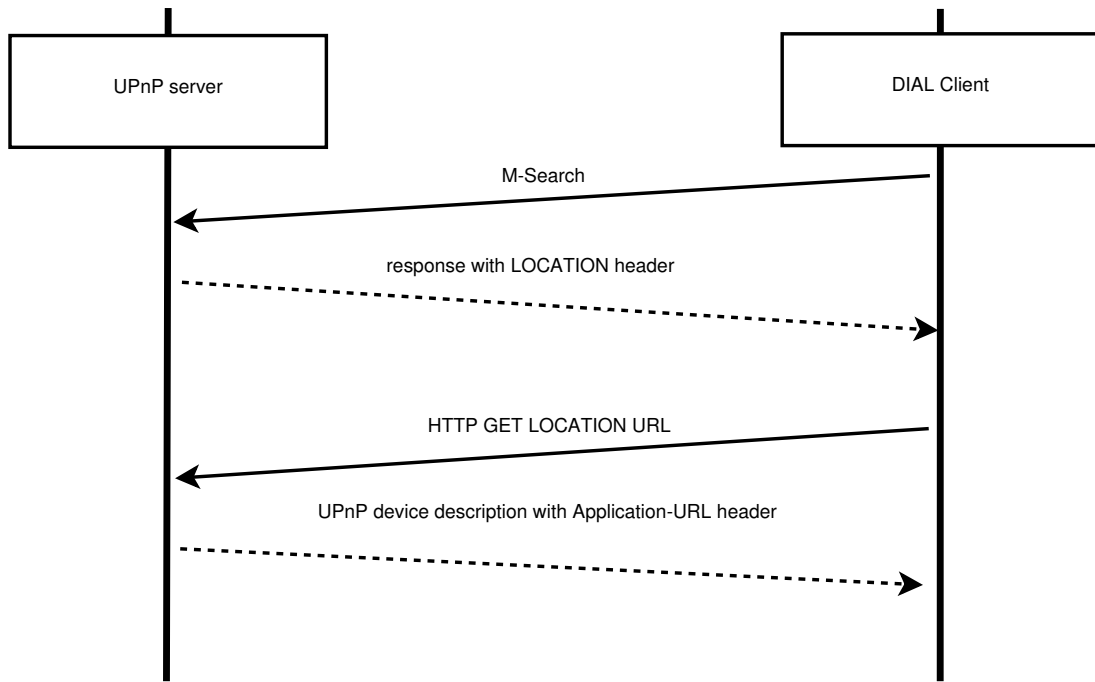 UPnP server
DIAL Client
M-Search
response with LOCATION header
HTTP GET LOCATION URL
UPnP device description with Application-URL header